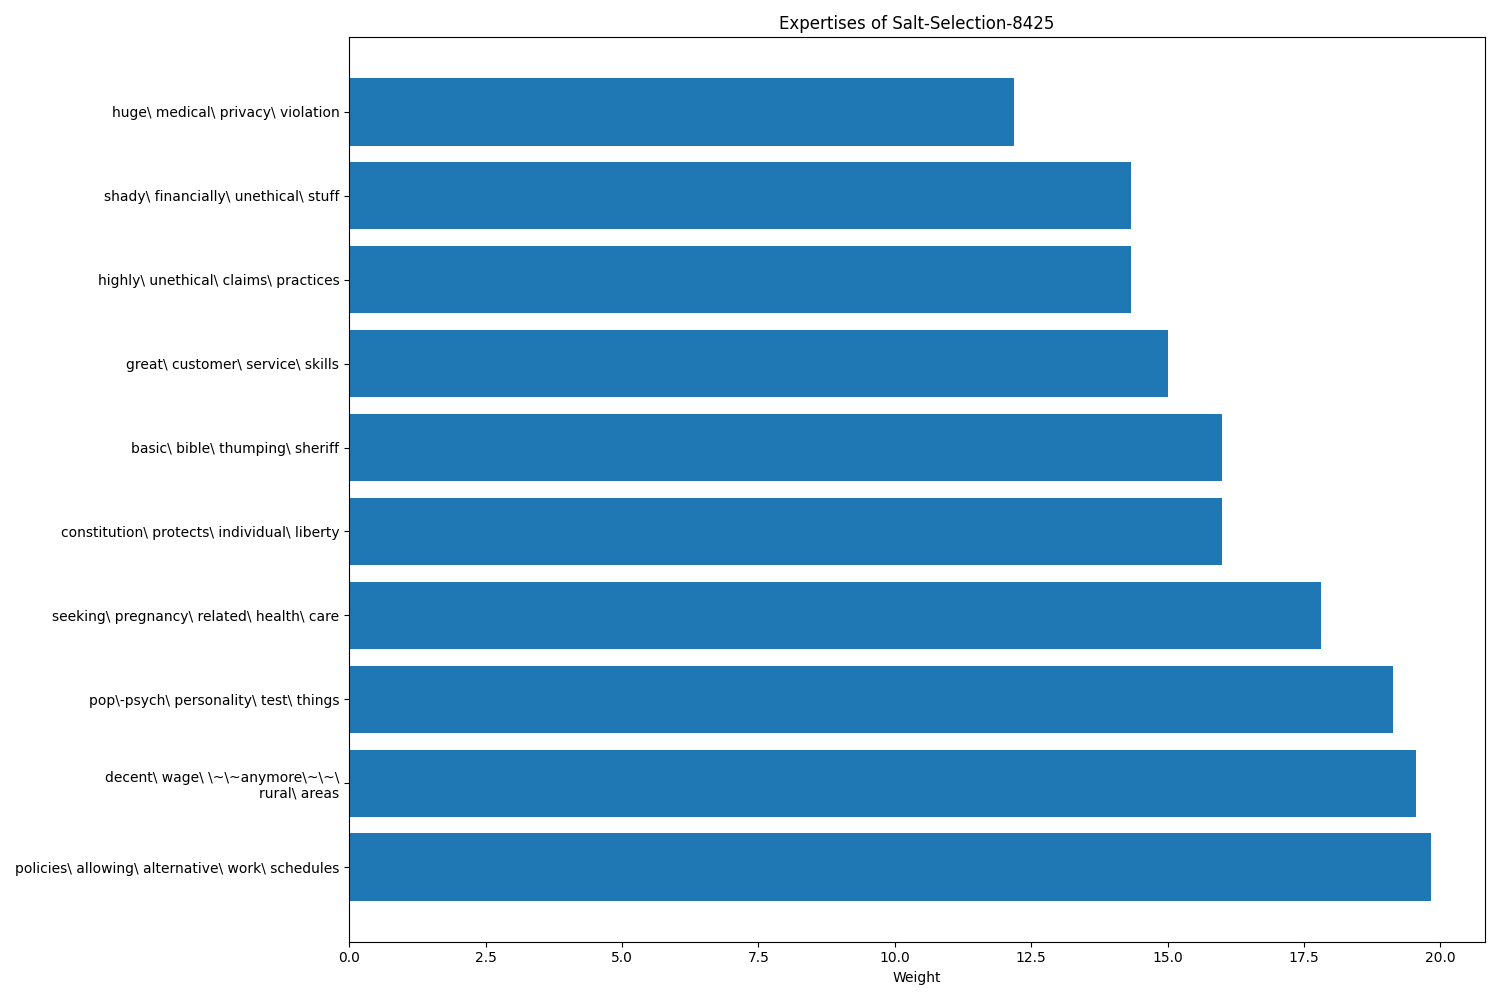 Expertises of Salt-Selection-8425
huge\ medical\ privacy\ violation
shady\ financially\ unethical\ stuff
highly\ unethical\ claims\ practices
great\ customer\ service\ skills
basic\ bible\ thumping\ sheriff
constitution\ protects\ individual\ liberty
seeking\ pregnancy\ related\ health\ care
pop\-psych\ personality\ test\ things
decent\ wage\ \~\~anymore\~\~\
rural\ areas
policies\ allowing\ alternative\ work\ schedules
0.0 2.5 5.0 7.5 10.0 12.5 15.0 17.5 20.0
Weight